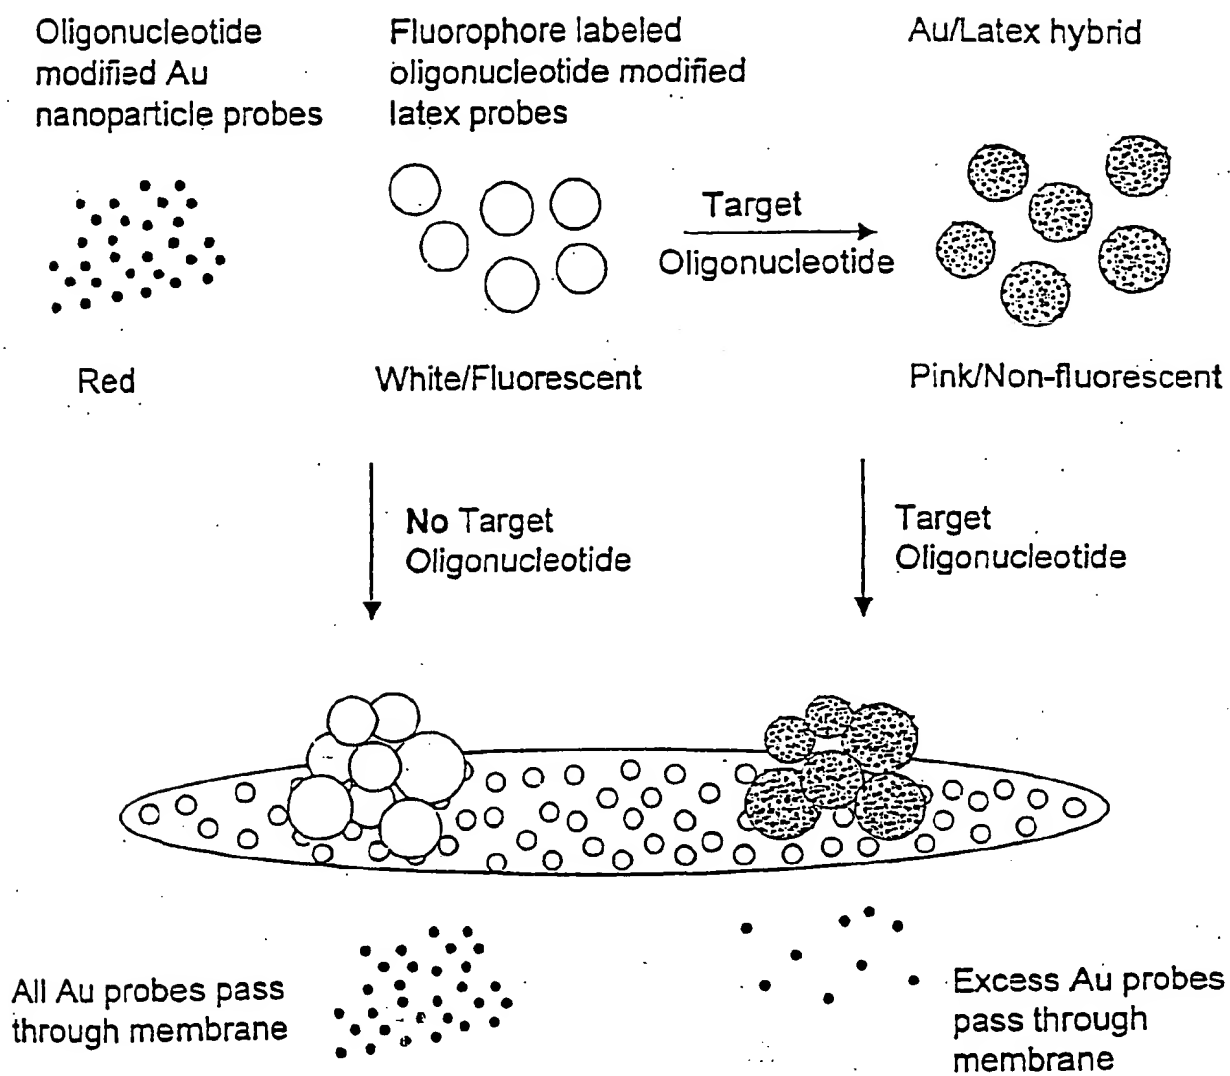 Oligonucleotide
modified Au
nanoparticle probes
Fluorophore labeled
oligonucleotide modified
latex probes
Au/Latex hybrid
Target
Oligonucleotide
Red
White/Fluorescent
Pink/Non-fluorescent
No Target
Oligonucleotide
Target
Oligonucleotide
All Au probes pass
through membrane
Excess Au probes
pass through
membrane